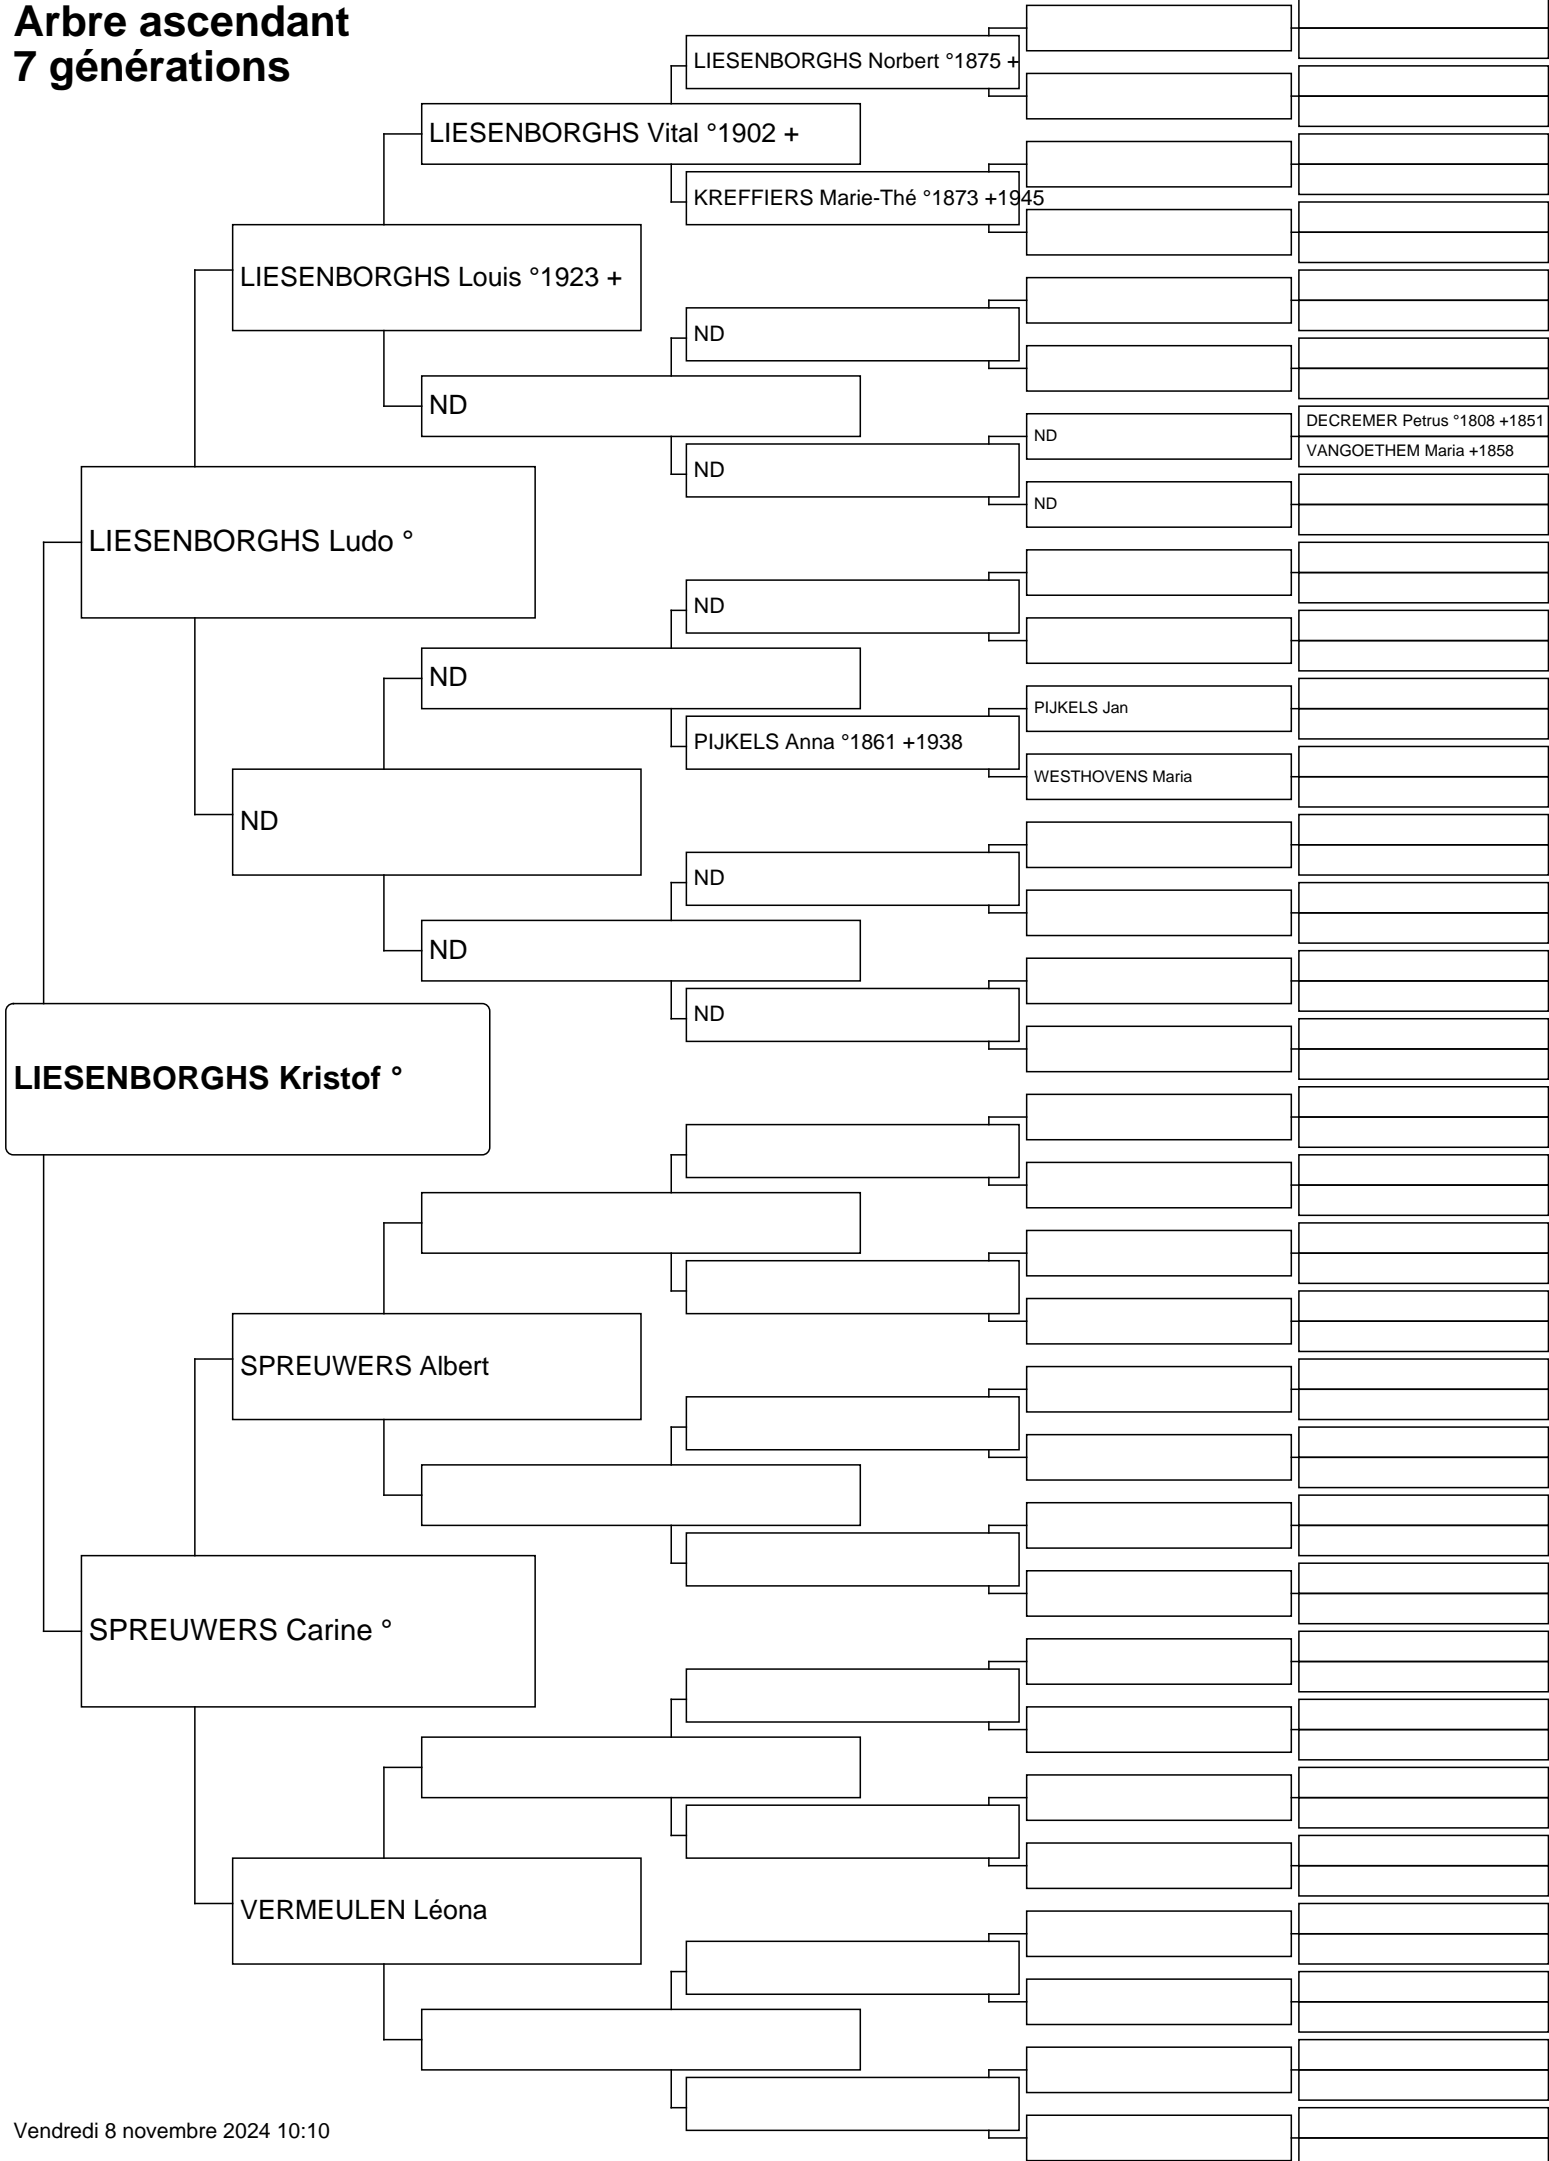 Arbre ascendant
7 générations
LIESENBORGHS Norbert °1875 +
LIESENBORGHS Vital °1902 +
KREFFIERS Marie-Thé °1873 +1945
LIESENBORGHS Louis °1923 +
ND
ND
DECREMER Petrus °1808 +1851
ND
VANGOETHEM Maria +1858
ND
ND
LIESENBORGHS Ludo °
ND
ND
PIJKELS Jan
PIJKELS Anna °1861 +1938
WESTHOVENS Maria
ND
ND
ND
ND
LIESENBORGHS Kristof °
SPREUWERS Albert
SPREUWERS Carine °
VERMEULEN Léona
Vendredi 8 novembre 2024 10:10